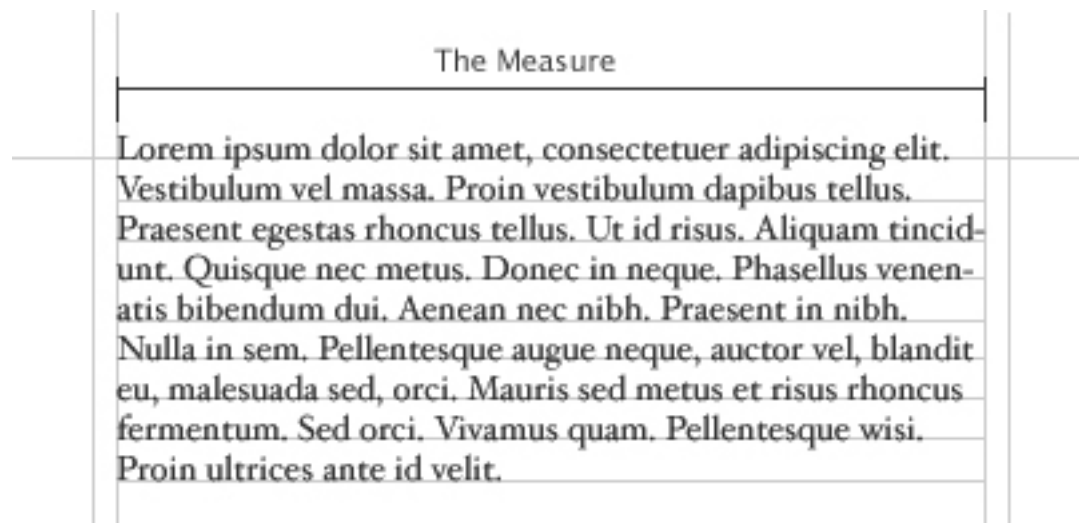 The Measure
Lorem ipsum dolor sit amet, consectetuer adipiscing elit.
Vestibulum vel massa. Proin vestibulum dapibus tellus.
Praesent egestas rhoncus tellus. Ut id risus. Aliquam tincid-
unt. Quisque nec metus. Donec in neque. Phasellus venen-
atis bibendum dui. Aenean nec nibh. Praesent in nibh.
Nulla in sem. Pellentesque augue neque, auctor vel, blandit
eu, malesuada sed, orci. Mauris sed metus et risus rhoncus
fermentum. Sed orci. Vivamus quam. Pellentesque wisi.
Proin ultrices ante id velit.